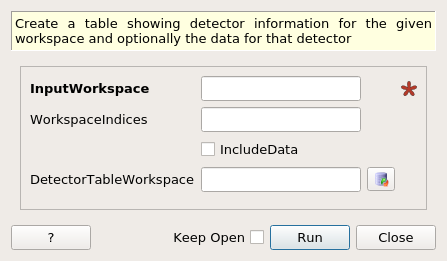 Create a table showing detector information for the given
workspace and optionally the data for that detector
InputWorkspace
WorkspaceIndices
IncludeData
DetectorTableWorkspace
? Keep Open Run Close